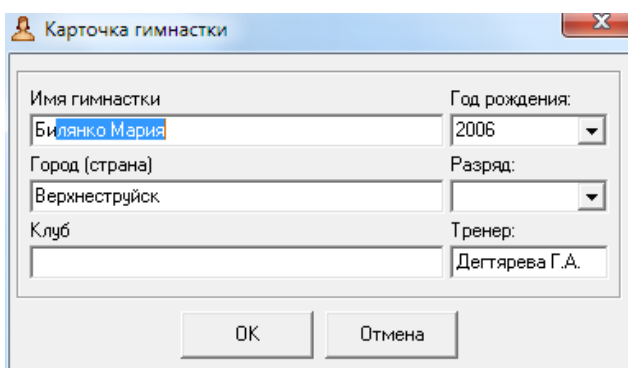 Карточка гимнастки
Имя гимнастки Год рождения:
Билянко Мария 2006
Город (страна) Разряд:
Верхнеструйск
Клуб Тренер:
Дегтярева Г.А.
OK Отмена